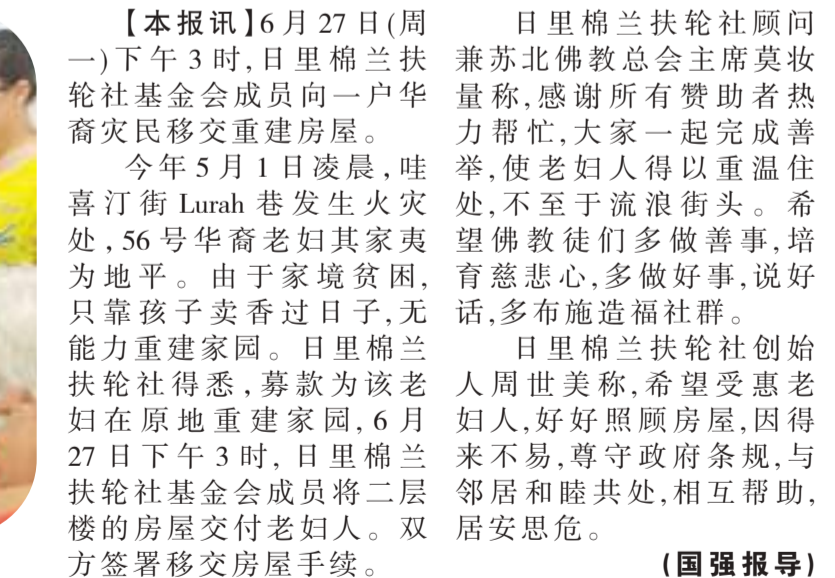 【本报讯】6月27日(周
一)下午3时,日里棉兰扶
轮社基金会成员向一户华
裔灾民移交重建房屋。
今年5月1日凌晨,哇
喜汀街 Lurah 巷发生火灾
处,56号华裔老妇其家夷
为地平。由于家境贫困,
只靠孩子卖香过日子,无
能力重建家园。日里棉兰
扶轮社得悉,募款为该老
妇在原地重建家园,6月
27日下午3时,日里棉兰
扶轮社基金会成员将二层
楼的房屋交付老妇人。双
方签署移交房屋手续。
日里棉兰扶轮社顾问
兼苏北佛教总会主席莫妆
量称,感谢所有赞助者热
力帮忙,大家一起完成善
举,使老妇人得以重温住
处,不至于流浪街头。希
望佛教徒们多做善事,培
育慈悲心,多做好事,说好
话,多布施造福社群。
日里棉兰扶轮社创始
人周世美称,希望受惠老
妇人,好好照顾房屋,因得
来不易,尊守政府条规,与
邻居和睦共处,相互帮助,
居安思危。
(国强报导)